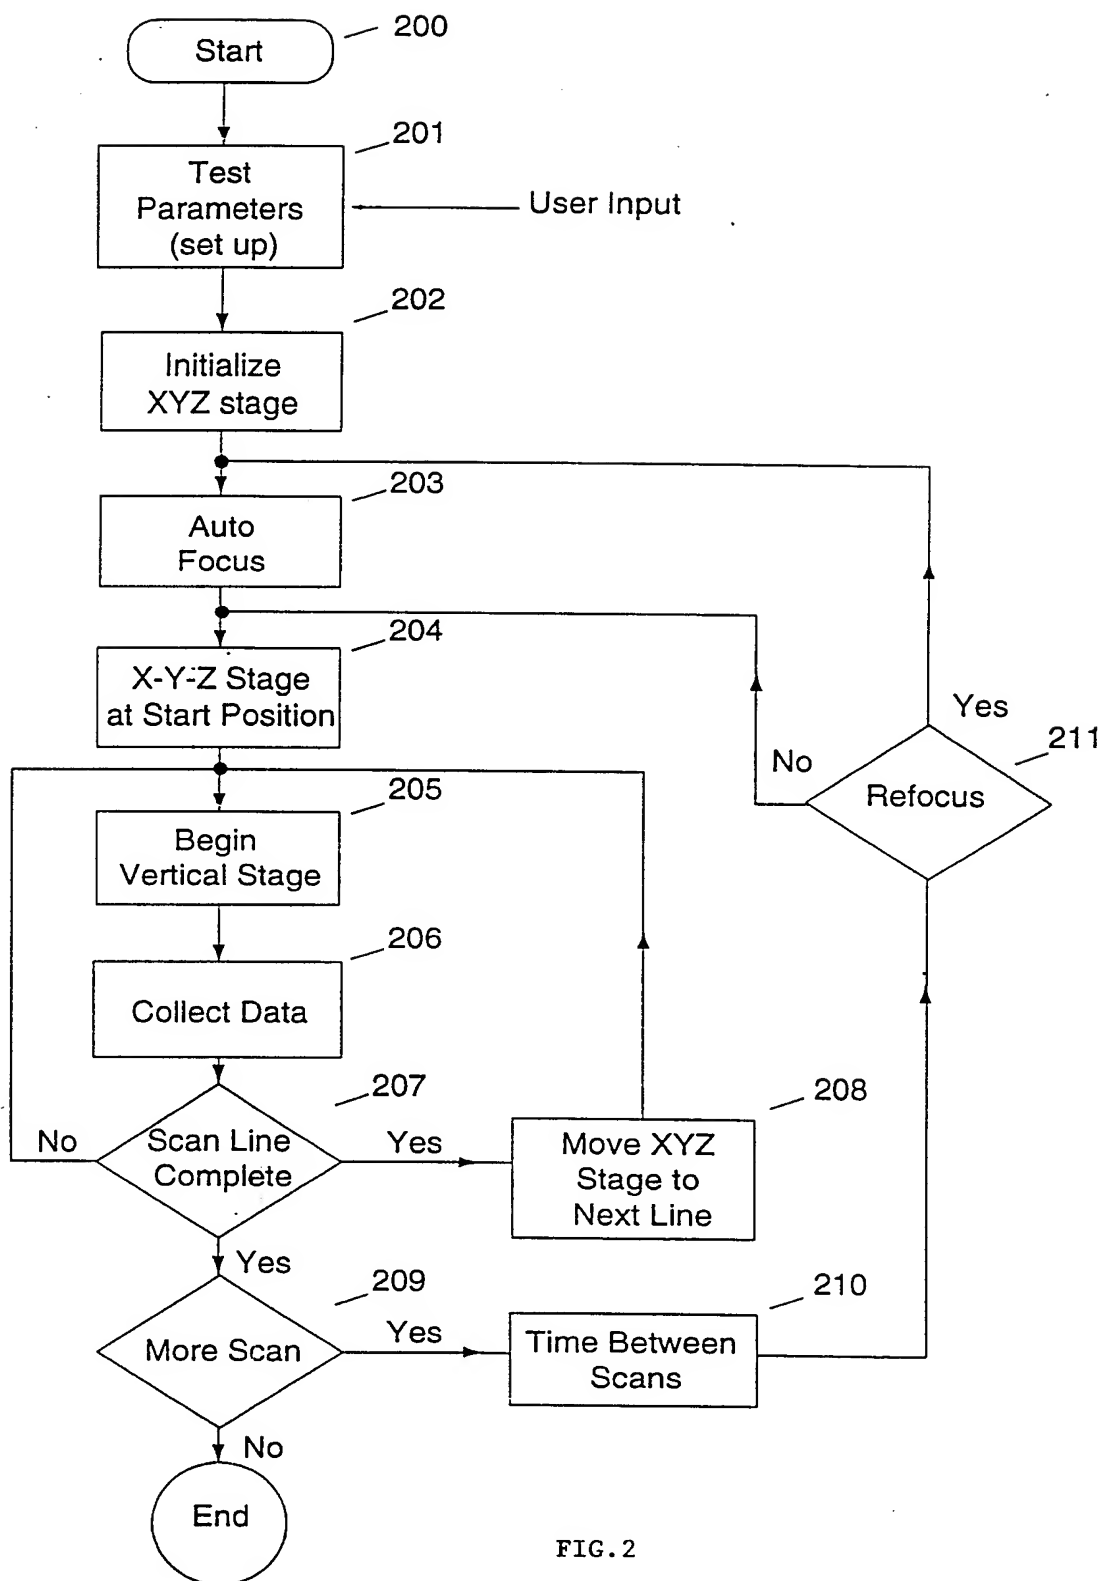 Start
200
201
Test
Parameters
(set up)
User Input
202
Initialize
XYZ stage
203
Auto
Focus
204
X-Y-Z Stage
at Start Position
Yes
211
No
Refocus
205
Begin
Vertical Stage
206
Collect Data
207
208
No
Scan Line
Complete
Yes
Move XYZ
Stage to
Next Line
Yes
209
210
More Scan
Yes
Time Between
Scans
No
End
FIG.2